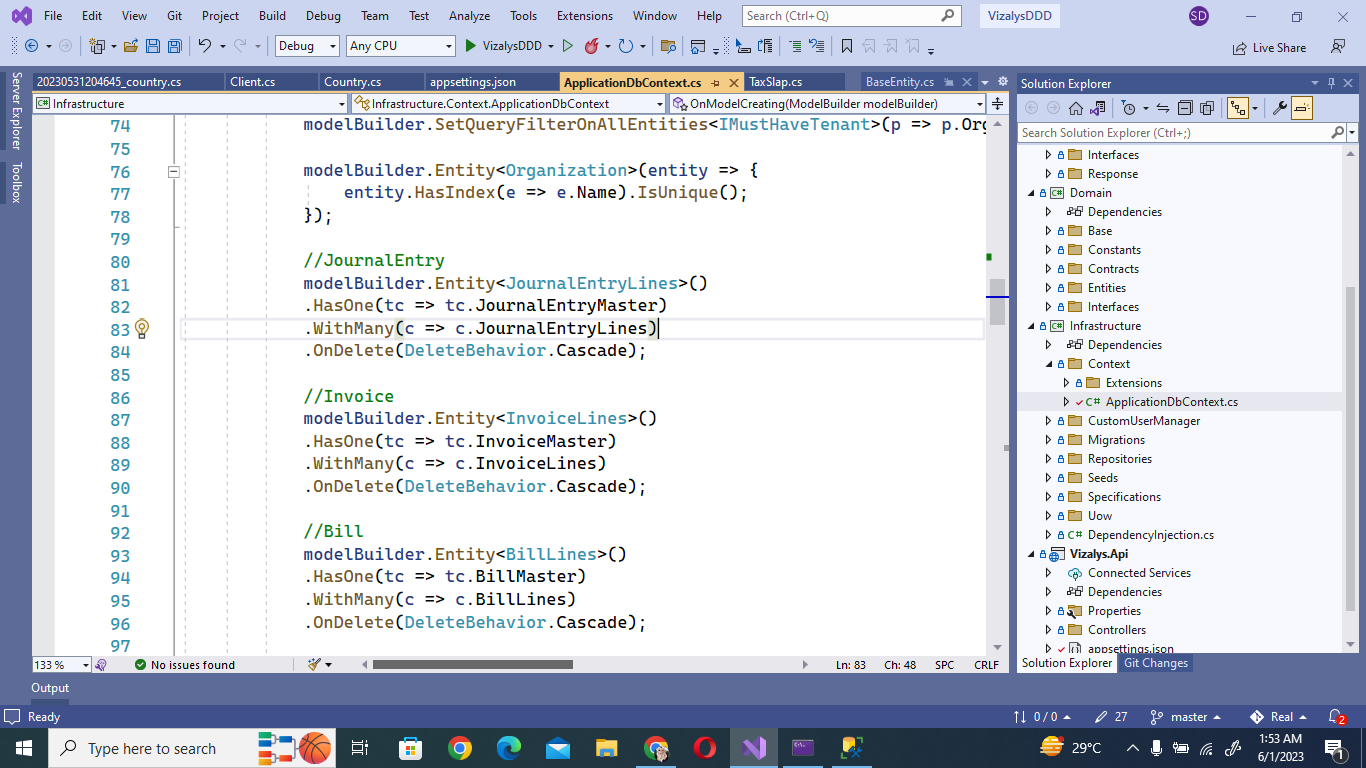 File Edit View Git Project Build Debug Team Test Analyze Tools Extensions Window Help Search (Ctrl+Q) VizalysDDD SD
Debug Any CPU VizalysDDD Live Share
Server Explorer
Toolbox
20230531204645_country.cs Client.cs Country.cs appsettings.json ApplicationDbContext.cs TaxSlap.cs BaseEntity.cs
Infrastructure Infrastructure.Context.ApplicationDbContext OnModelCreating(ModelBuilder modelBuilder)
74 modelBuilder.SetQueryFilterOnAllEntities<IMustHaveTenant>(p => p.Org
75
76 modelBuilder.Entity<Organization>(entity => {
77 entity.HasIndex(e => e.Name).IsUnique();
78 });
79
80 //JournalEntry
81 modelBuilder.Entity<JournalEntryLines>()
82 .HasOne(tc => tc.JournalEntryMaster)
83 .WithMany(c => c.JournalEntryLines)
84 .OnDelete(DeleteBehavior.Cascade);
85
86 //Invoice
87 modelBuilder.Entity<InvoiceLines>()
88 .HasOne(tc => tc.InvoiceMaster)
89 .WithMany(c => c.InvoiceLines)
90 .OnDelete(DeleteBehavior.Cascade);
91
92 //Bill
93 modelBuilder.Entity<BillLines>()
94 .HasOne(tc => tc.BillMaster)
95 .WithMany(c => c.BillLines)
96 .OnDelete(DeleteBehavior.Cascade);
97
133 % No issues found Ln: 83 Ch: 48 SPC CRLF
Solution Explorer
Search Solution Explorer (Ctrl+;)
Interfaces
Response
C# Domain
Dependencies
Base
Constants
Contracts
Entities
Interfaces
C# Infrastructure
Dependencies
Context
Extensions
C# ApplicationDbContext.cs
CustomUserManager
Migrations
Repositories
Seeds
Specifications
Uow
C# DependencyInjection.cs
Vizalys.Api
Connected Services
Dependencies
Properties
Controllers
appsettings.json
Solution Explorer Git Changes
Output
Ready 0 / 0 27 master Real 2
Type here to search 29°C 1:53 AM
6/1/2023 1